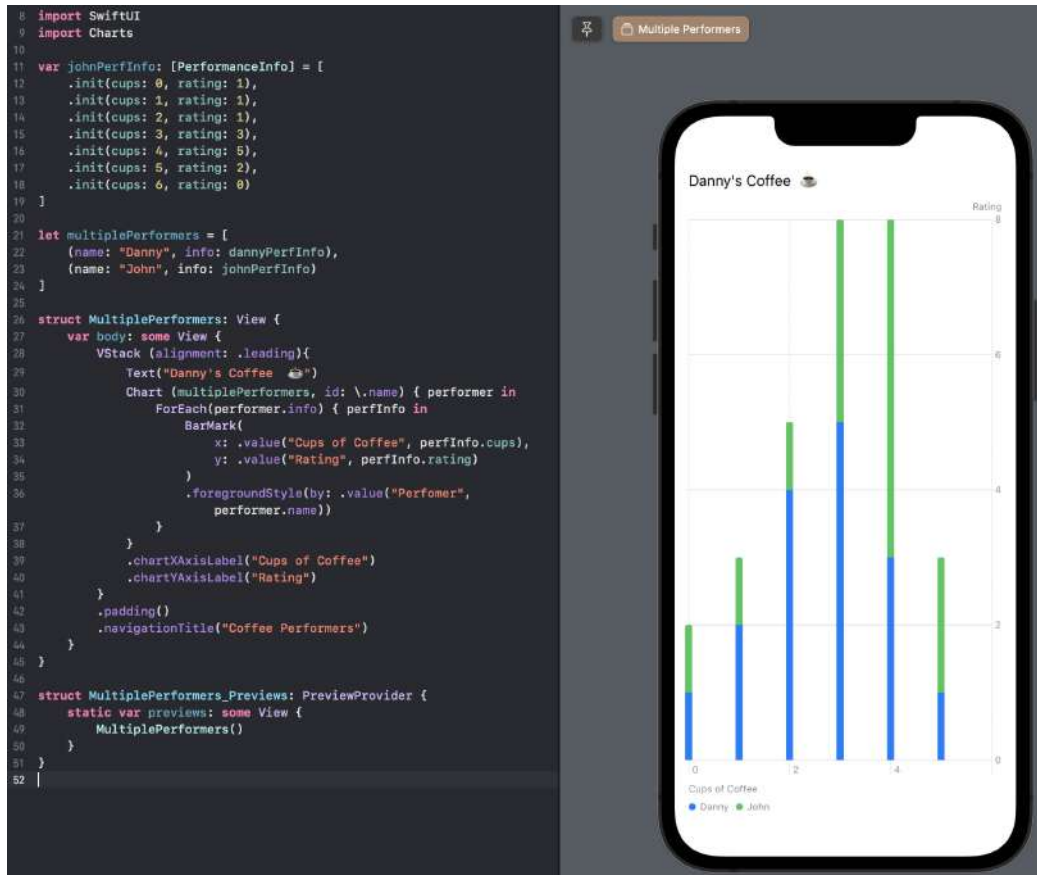 8 import SwiftUI
9 import Charts
10
11 var johnPerfInfo: [PerformanceInfo] = [
12     .init(cups: 0, rating: 1),
13     .init(cups: 1, rating: 1),
14     .init(cups: 2, rating: 1),
15     .init(cups: 3, rating: 3),
16     .init(cups: 4, rating: 5),
17     .init(cups: 5, rating: 2),
18     .init(cups: 6, rating: 0)
19 ]
20
21 let multiplePerformers = [
22     (name: "Danny", info: dannyPerfInfo),
23     (name: "John", info: johnPerfInfo)
24 ]
25
26 struct MultiplePerformers: View {
27     var body: some View {
28         VStack (alignment: .leading){
29             Text("Danny's Coffee ☕")
30             Chart (multiplePerformers, id: \.name) { performer in
31                 ForEach(performer.info) { perfInfo in
32                     BarMark(
33                         x: .value("Cups of Coffee", perfInfo.cups),
34                         y: .value("Rating", perfInfo.rating)
35                     )
36                     .foregroundStyle(by: .value("Perfomer",
                        performer.name))
37                 }
38             }
39             .chartXAxisLabel("Cups of Coffee")
40             .chartYAxisLabel("Rating")
41         }
42         .padding()
43         .navigationTitle("Coffee Performers")
44     }
45 }
46
47 struct MultiplePerformers_Previews: PreviewProvider {
48     static var previews: some View {
49         MultiplePerformers()
50     }
51 }
52
Multiple Performers
Danny's Coffee ☕
Rating
8
6
4
2
0
0 2 4
Cups of Coffee
Danny John